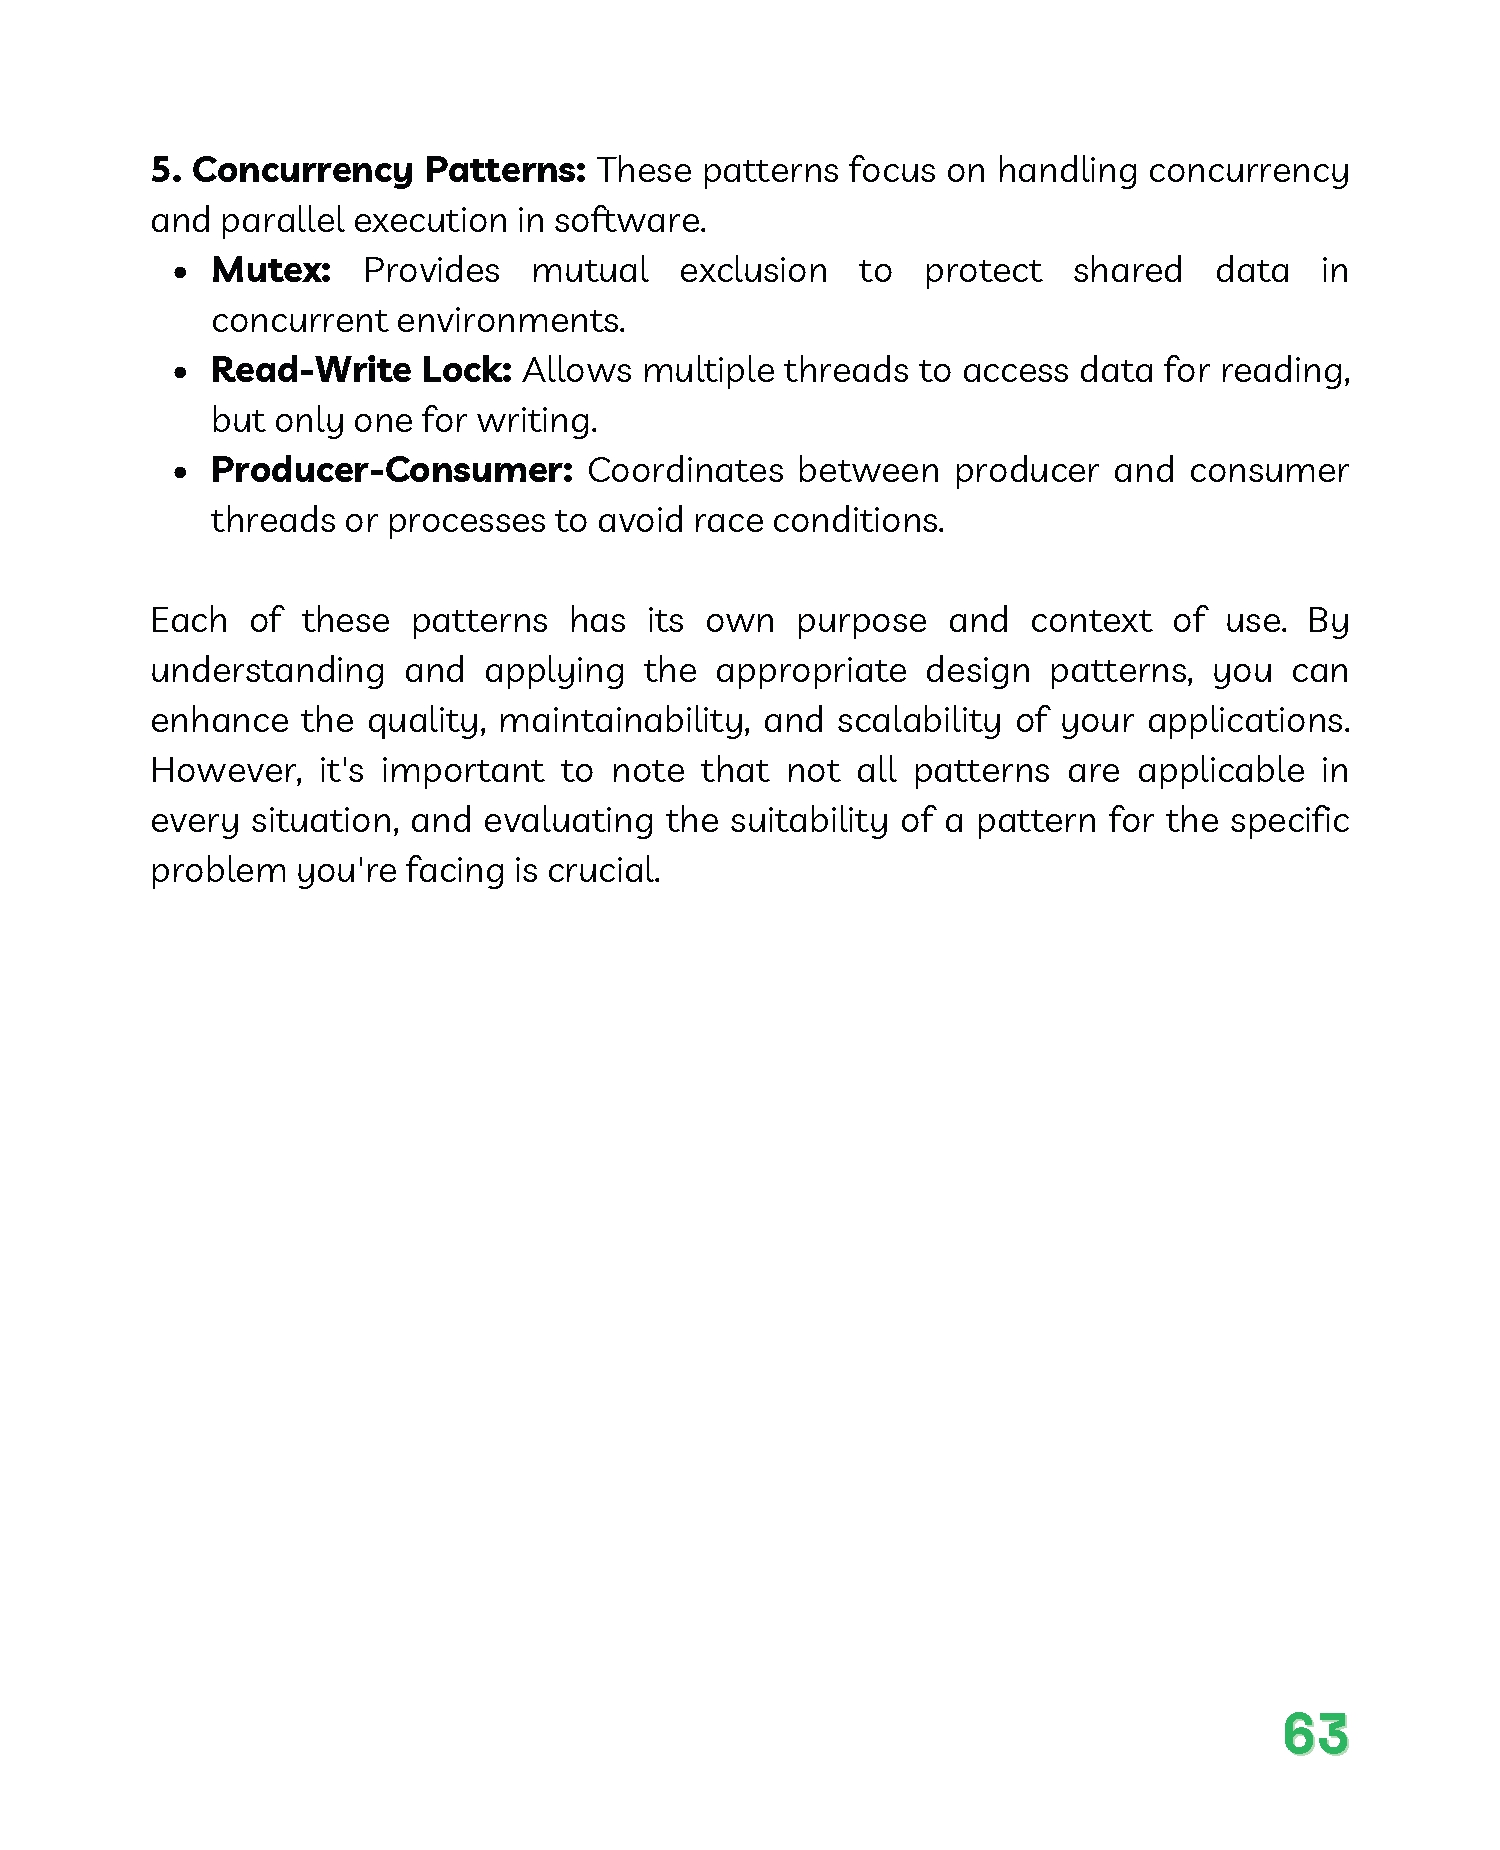 5. Concurrency Patterns: These patterns focus on handling concurrency
and parallel execution in software.
• Mutex: Provides mutual exclusion to protect shared data in
concurrent environments.
• Read-Write Lock: Allows multiple threads to access data for reading,
but only one for writing.
• Producer-Consumer: Coordinates between producer and consumer
threads or processes to avoid race conditions.
Each of these patterns has its own purpose and context of use. By
understanding and applying the appropriate design patterns, you can
enhance the quality, maintainability, and scalability of your applications.
However, it's important to note that not all patterns are applicable in
every situation, and evaluating the suitability of a pattern for the specific
problem you're facing is crucial.
63